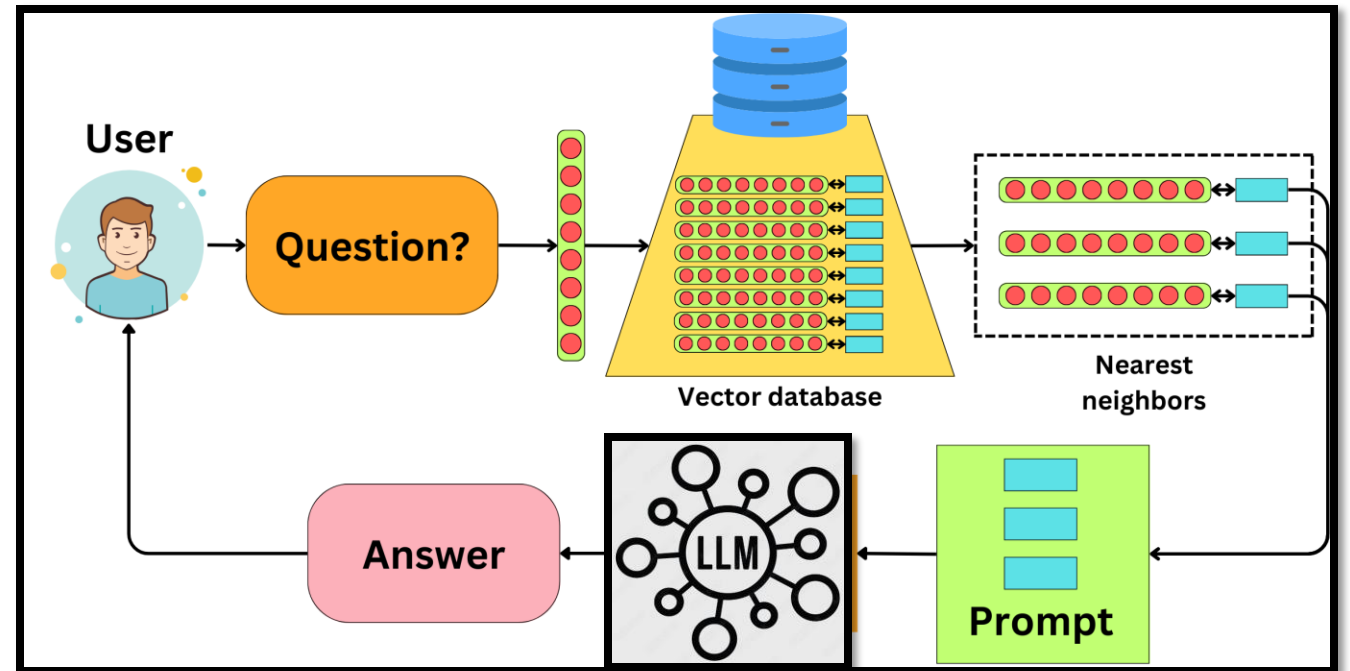 User
Question?
Vector database
Nearest
neighbors
Answer
LLM
Prompt